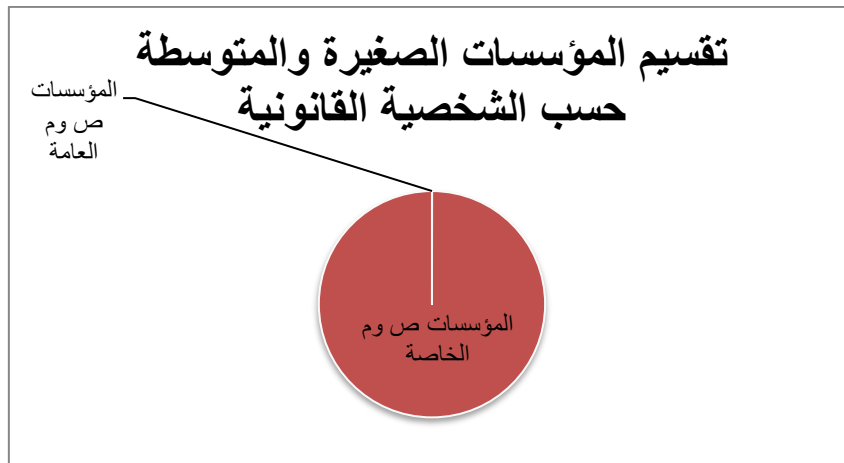 تقسيم المؤسسات الصغيرة والمتوسطة
حسب الشخصية القانونية
المؤسسات
ص وم
العامة
المؤسسات ص وم
الخاصة